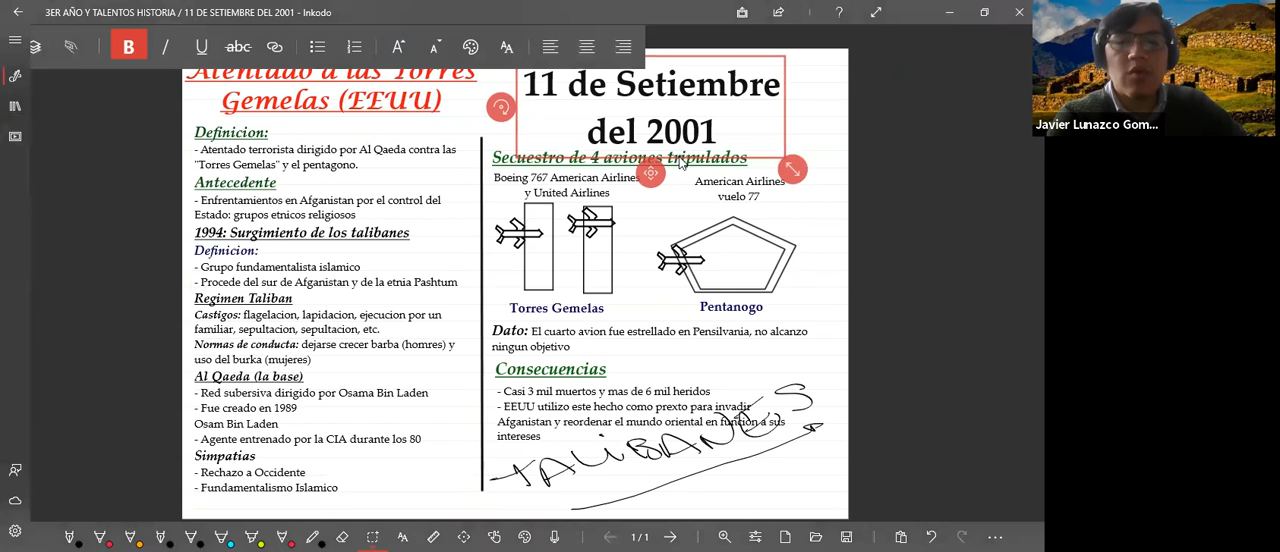 3ER AÑO Y TALENTOS HISTORIA / 11 DE SETIEMBRE DEL 2001 - Inkodo
B / U abc A A AA
Javier Lunazco Gom...
Atentado a las Torres
Gemelas (EEUU)
Definicion:
- Atentado terrorista dirigido por Al Qaeda contra las
"Torres Gemelas" y el pentagono.
Antecedente
- Enfrentamientos en Afganistan por el control del
Estado: grupos etnicos religiosos
1994: Surgimiento de los talibanes
Definicion:
- Grupo fundamentalista islamico
- Procede del sur de Afganistan y de la etnia Pashtum
Regimen Taliban
Castigos: flagelacion, lapidacion, ejecucion por un
familiar, sepultacion, sepultacion, etc.
Normas de conducta: dejarse crecer barba (homres) y
uso del burka (mujeres)
Al Qaeda (la base)
- Red subersiva dirigido por Osama Bin Laden
- Fue creado en 1989
Osam Bin Laden
- Agente entrenado por la CIA durante los 80
Simpatias
- Rechazo a Occidente
- Fundamentalismo Islamico
11 de Setiembre
del 2001
Secuestro de 4 aviones tripulados
Boeing 767 American Airlines
y United Airlines
American Airlines
vuelo 77
Torres Gemelas
Pentanogo
Dato: El cuarto avion fue estrellado en Pensilvania, no alcanzo
ningun objetivo
Consecuencias
- Casi 3 mil muertos y mas de 6 mil heridos
- EEUU utilizo este hecho como prexto para invadir
Afganistan y reordenar el mundo oriental en función a sus
intereses
TALIBANES
1/1